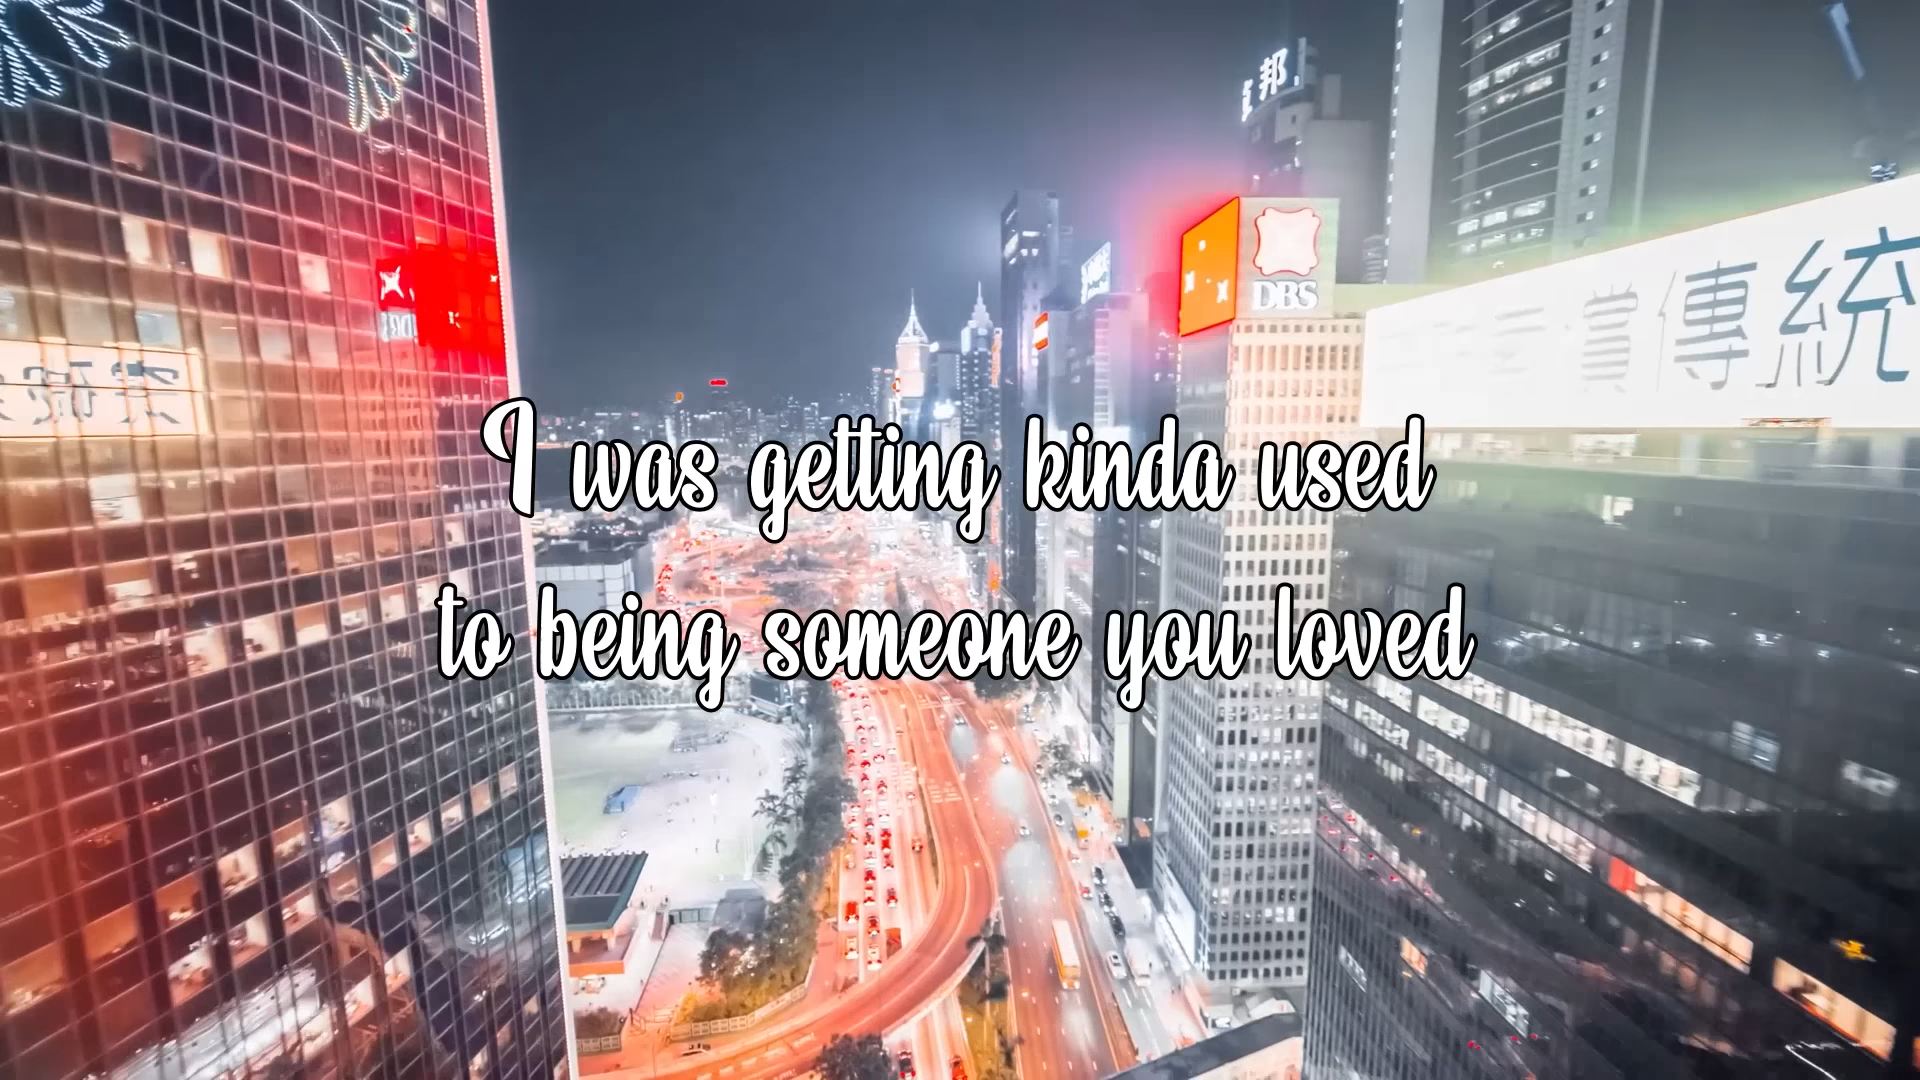 邦
DBS
賞傳統
I was getting kinda used
to being someone you loved